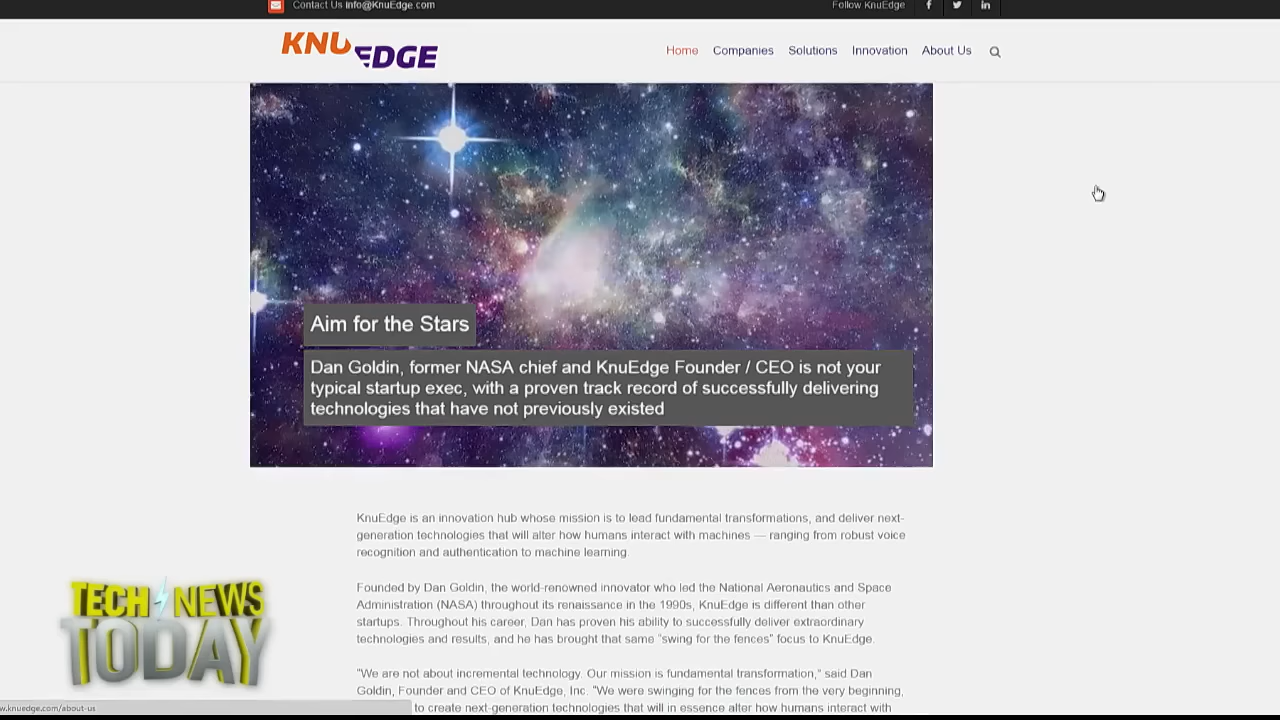 Contact Us info@KnuEdge.com
Follow KnuEdge
KNUEDGE
Home Companies Solutions Innovation About Us
Aim for the Stars
Dan Goldin, former NASA chief and KnuEdge Founder / CEO is not your
typical startup exec, with a proven track record of successfully delivering
technologies that have not previously existed
KnuEdge is an innovation hub whose mission is to lead fundamental transformations, and deliver next-
generation technologies that will alter how humans interact with machines — ranging from robust voice
recognition and authentication to machine learning.
Founded by Dan Goldin, the world-renowned innovator who led the National Aeronautics and Space
Administration (NASA) throughout its renaissance in the 1990s, KnuEdge is different than other
startups. Throughout his career, Dan has proven his ability to successfully deliver extraordinary
technologies and results, and he has brought that same "swing for the fences" focus to KnuEdge.
"We are not about incremental technology. Our mission is fundamental transformation," said Dan
Goldin, Founder and CEO of KnuEdge, Inc. "We were swinging for the fences from the very beginning,
to create next-generation technologies that will in essence alter how humans interact with
TECH NEWS
TODAY
w.knuedge.com/about-us